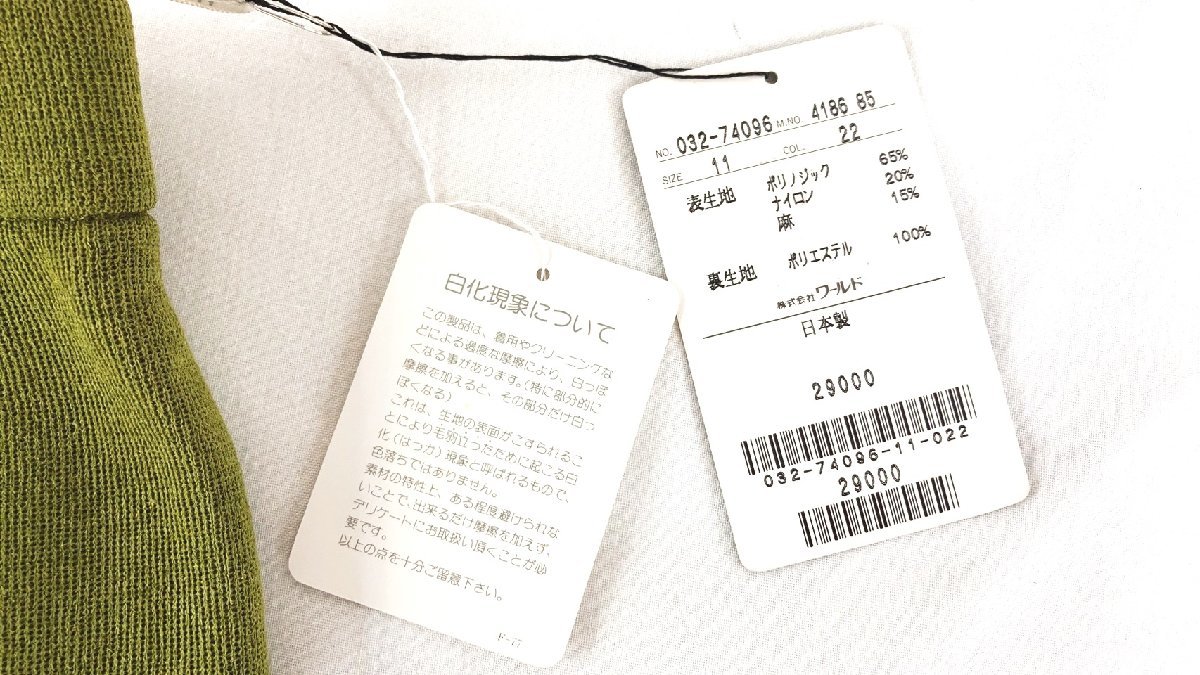 白化現象について
この製品は、着用やクリーニングな
どによる過度な摩擦により、白っぽ
くなる事があります。(特に部分的に
摩擦を加えると、その部分だけ白っ
ぽくなる)
これは、生地の表面がこすられるこ
とにより毛羽立つために起こる白
化(はっか)現象と呼ばれるもので、
色落ちではありません。
素材の特性上、ある程度避けられな
いことで、出来るだけ摩擦を加えず、
デリケートにお取扱い頂くことが必
要です。
以上の点を十分ご留意下さい。
NO. 032-74096 M.NO. 4186 85
SIZE 11 COL. 22
表生地 ポリノジック 65%
ナイロン 20%
麻 15%
裏生地 ポリエステル 100%
株式会社 ワールド
日本製
29000
032-74096-11-022
29000